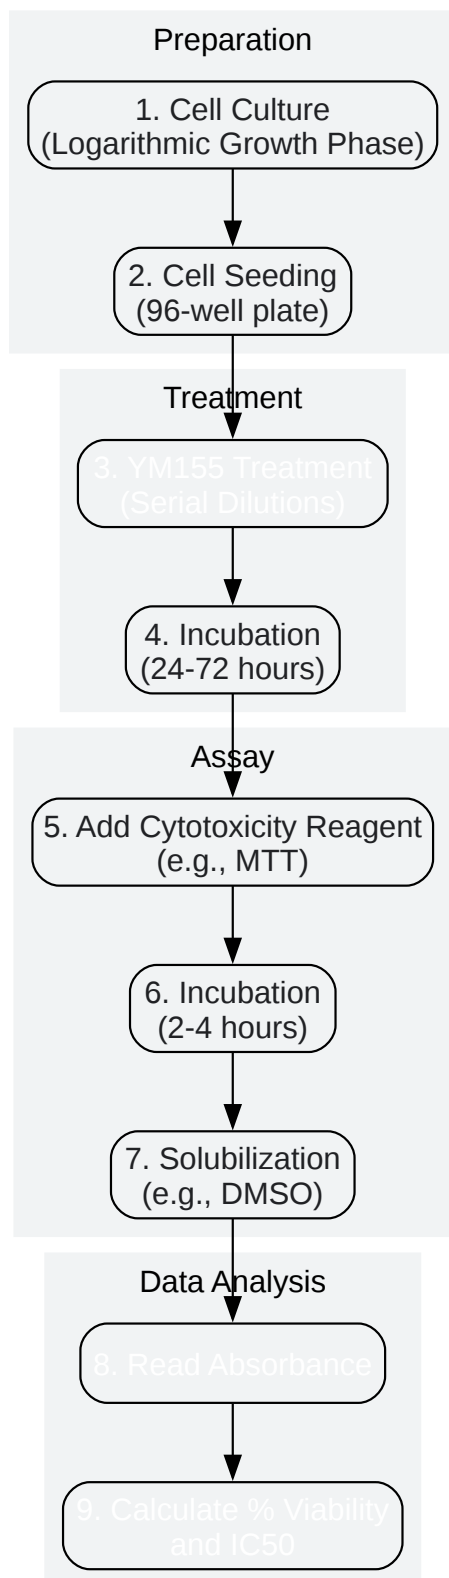 Preparation
1. Cell Culture
(Logarithmic Growth Phase)
2. Cell Seeding
(96-well plate)
Treatment
3. YM155 Treatment
(Serial Dilutions)
4. Incubation
(24-72 hours)
Assay
5. Add Cytotoxicity Reagent
(e.g., MTT)
6. Incubation
(2-4 hours)
7. Solubilization
(e.g., DMSO)
Data Analysis
8. Read Absorbance
9. Calculate % Viability
and IC50